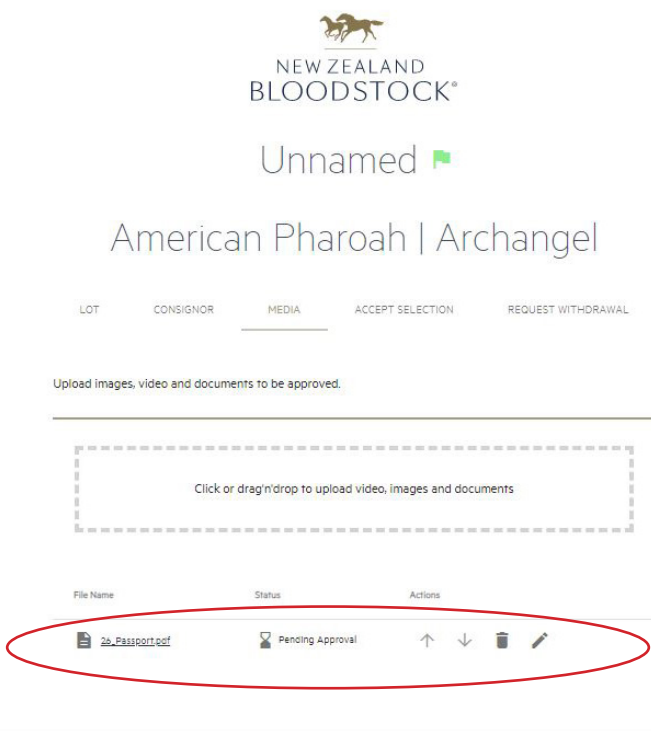 NEW ZEALAND
BLOODSTOCK®
Unnamed
American Pharoah | Archangel
LOT CONSIGNOR MEDIA ACCEPT SELECTION REQUEST WITHDRAWAL
Upload images, video and documents to be approved.
Click or drag'n'drop to upload video, images and documents
File Name Status Actions
26_Passport.pdf Pending Approval